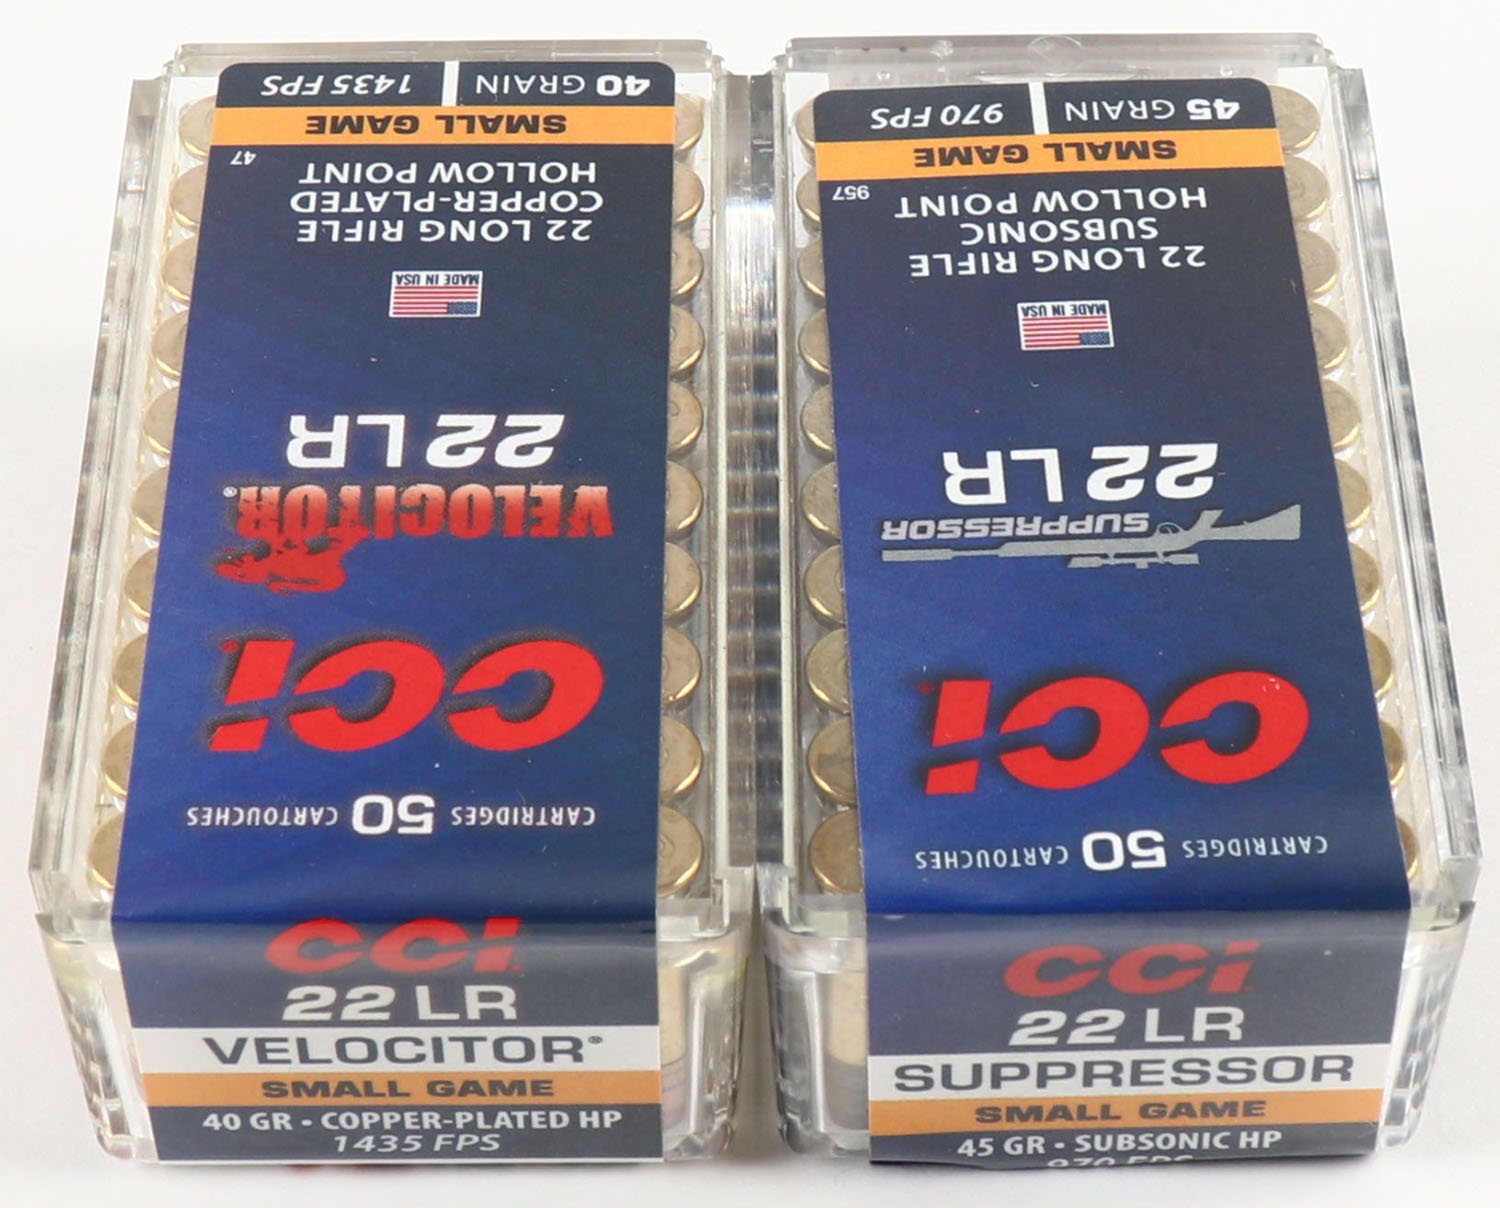 50 CARTRIDGES CARTOUCHES
CCi
VELOCITOR®
22 LR
MADE IN USA
22 LONG RIFLE
COPPER-PLATED
HOLLOW POINT
47
SMALL GAME
40 GRAIN | 1435 FPS
CCi
22 LR
VELOCITOR®
SMALL GAME
40 GR • COPPER-PLATED HP
1435 FPS
CARTRIDGES 50 CARTOUCHES
CCi
SUPPRESSOR
22 LR
MADE IN USA
22 LONG RIFLE
SUBSONIC
HOLLOW POINT
957
SMALL GAME
45 GRAIN | 970 FPS
CCi
22 LR
SUPPRESSOR
SMALL GAME
45 GR • SUBSONIC HP
970 FPS